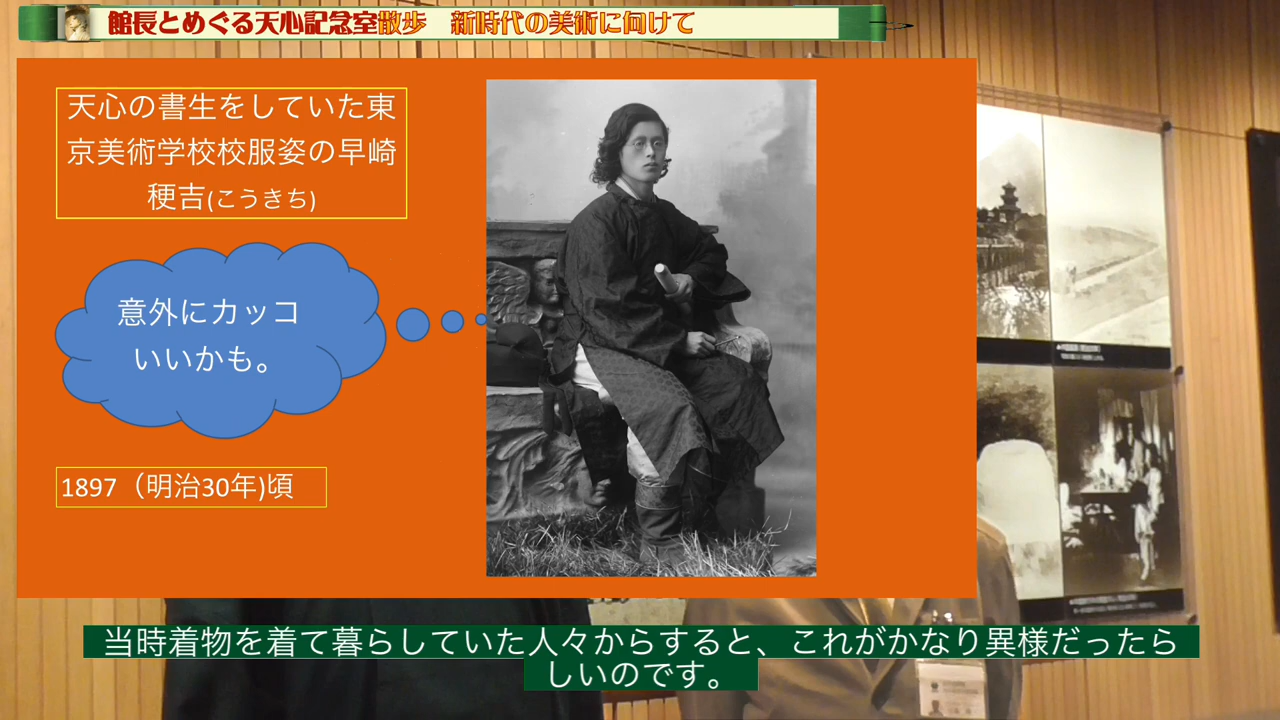 館長とめぐる天心記念室散歩　新時代の美術に向けて
天心の書生をしていた東
京美術学校校服姿の早崎
稉吉(こうきち)
意外にカッコ
いいかも。
1897（明治30年)頃
当時着物を着て暮らしていた人々からすると、これがかなり異様だったら
しいのです。